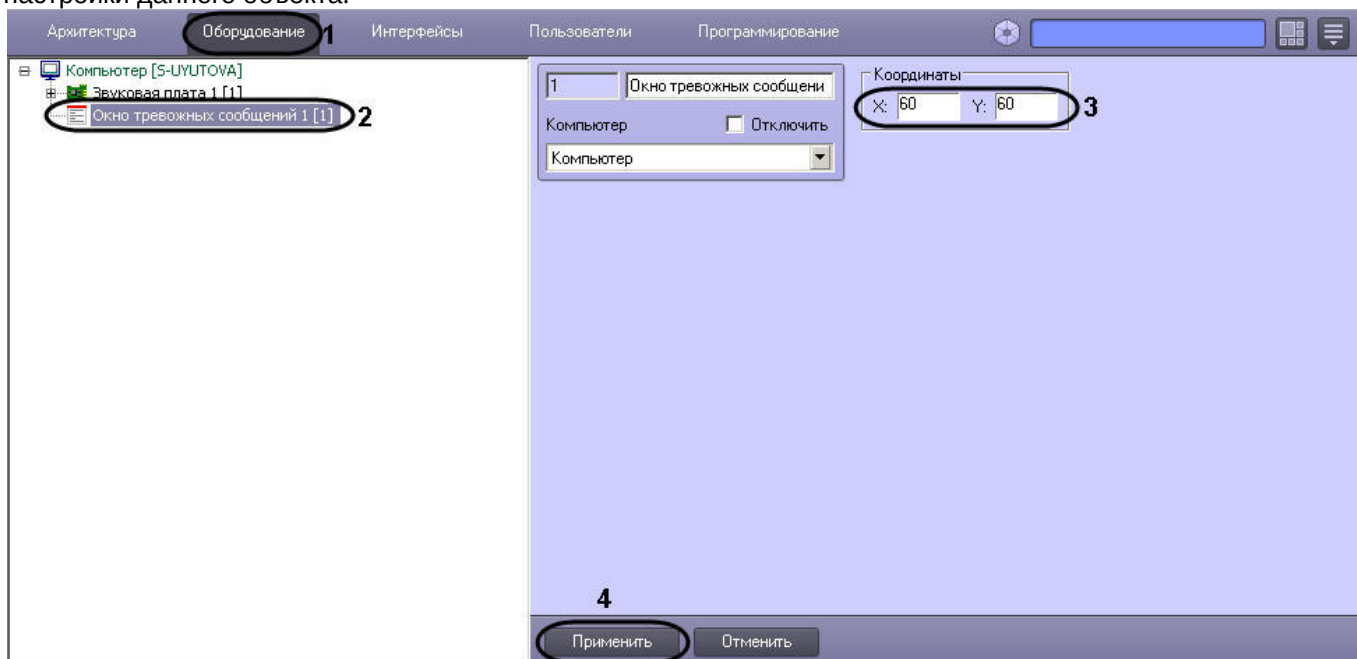 настройки данного объекта.
Архитектура Оборудование 1 Интерфейсы Пользователи Программирование
Компьютер [S-UYUTOVA]
Звуковая плата 1 [1]
Окно тревожных сообщений 1 [1] 2
1 Окно тревожных сообщени
Компьютер Отключить
Компьютер
Координаты
X: 60 Y: 60 3
4
Применить Отменить